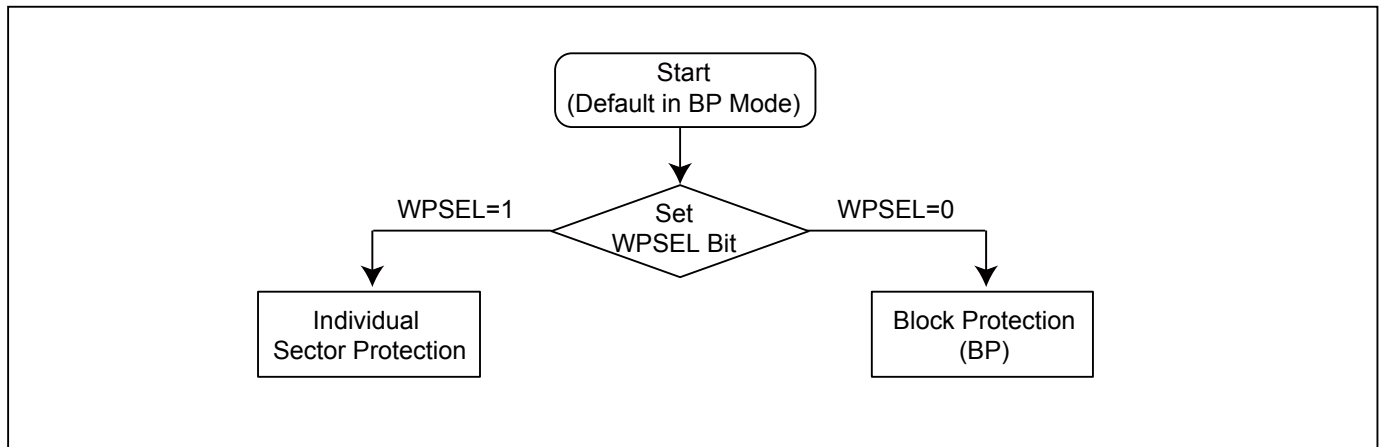 Start
(Default in BP Mode)
WPSEL=1
Set
WPSEL Bit
WPSEL=0
Individual
Sector Protection
Block Protection
(BP)